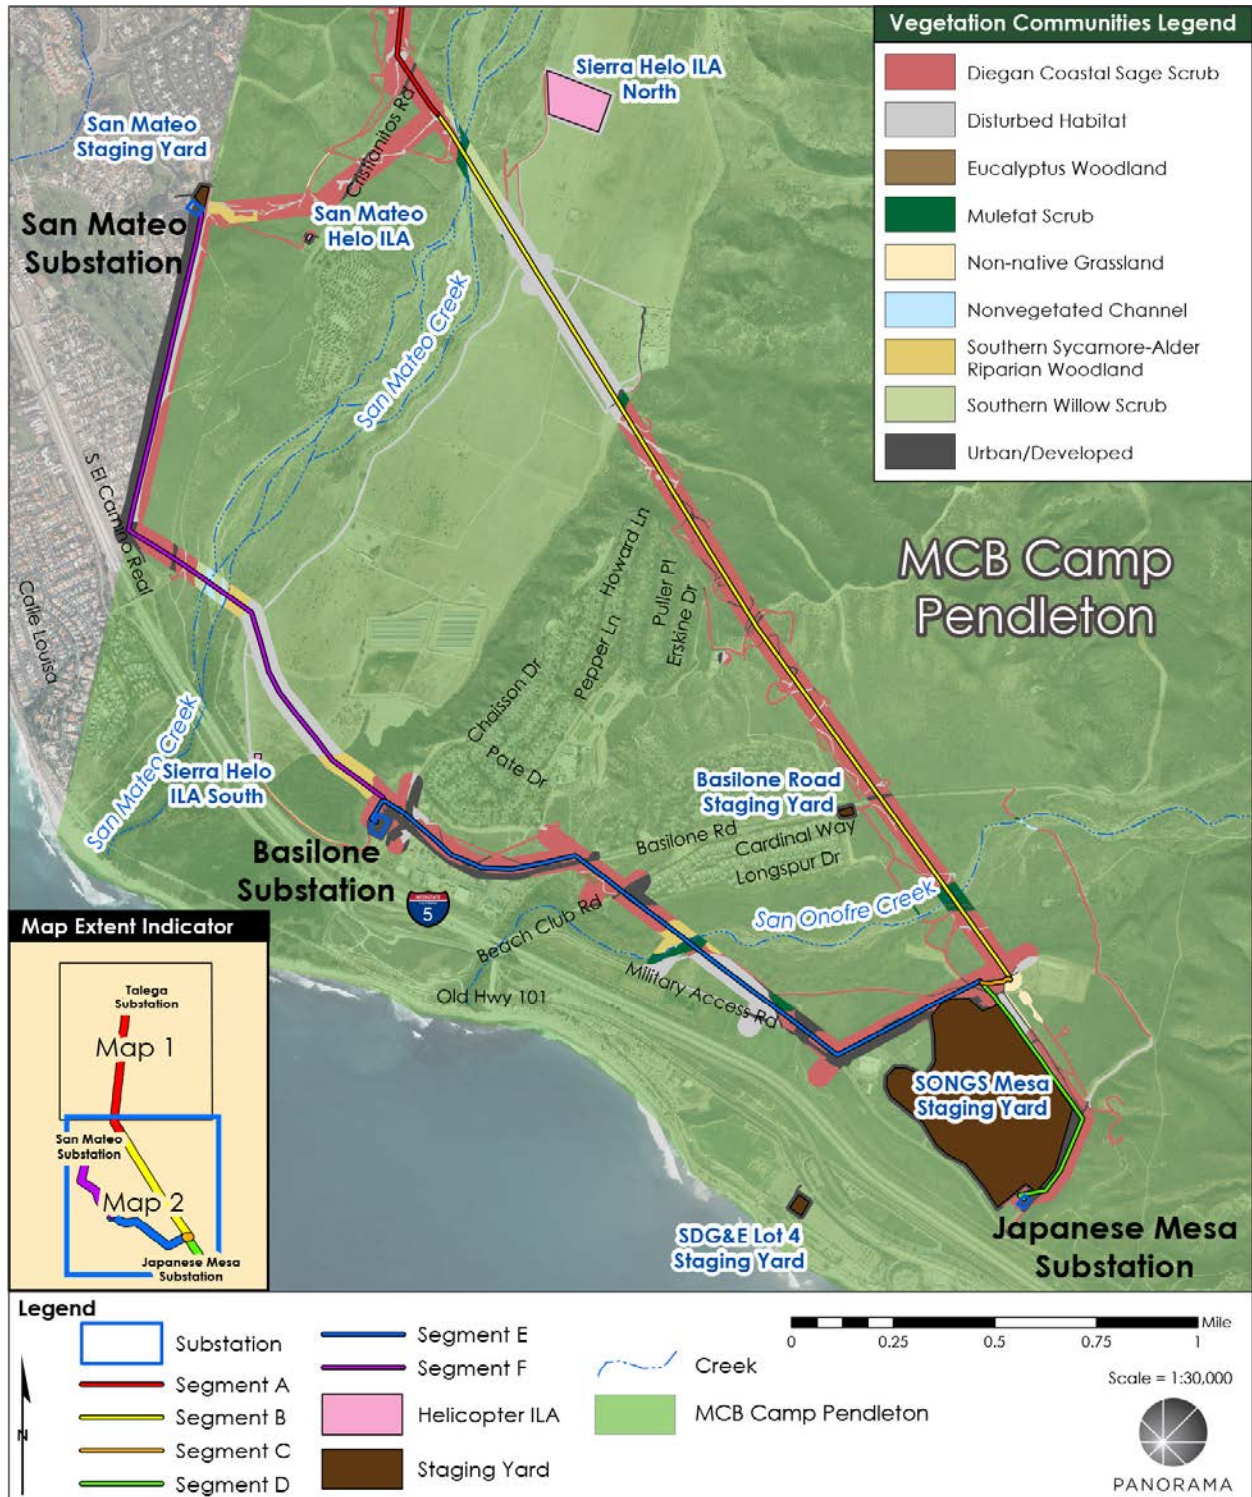 Vegetation Communities Legend
Diegan Coastal Sage Scrub
Disturbed Habitat
Eucalyptus Woodland
Mulefat Scrub
Non-native Grassland
Nonvegetated Channel
Southern Sycamore-Alder
Riparian Woodland
Southern Willow Scrub
Urban/Developed
Sierra Helo ILA
North
San Mateo
Staging Yard
Cristianitos Rd
San Mateo
Helo ILA
San Mateo
Substation
San Mateo Creek
S El Camino Real
Calle Louisa
MCB Camp
Pendleton
Howard Ln
Puller Pl
Erskine Dr
Pepper Ln
Chaisson Dr
O Pate Dr
San Mateo Creek
Sierra Helo
ILA South
Basilone Road
Staging Yard
Basilone Rd
Cardinal Way
Longspur Dr
Basilone
Substation
INTERSTATE
5
Beach Club Rd
San Onofre Creek
Old Hwy 101
Military Access Rd
SONGS Mesa
Staging Yard
SDG&E Lot 4
Staging Yard
Japanese Mesa
Substation
Map Extent Indicator
Talega
Substation
Map 1
San Mateo
Substation
Map 2
Japanese Mesa
Substation
Legend
Substation
Segment A
Segment B
Segment C
Segment D
Segment E
Segment F
Helicopter ILA
Staging Yard
Creek
MCB Camp Pendleton
N
Mile
0 0.25 0.5 0.75 1
Scale = 1:30,000
PANORAMA